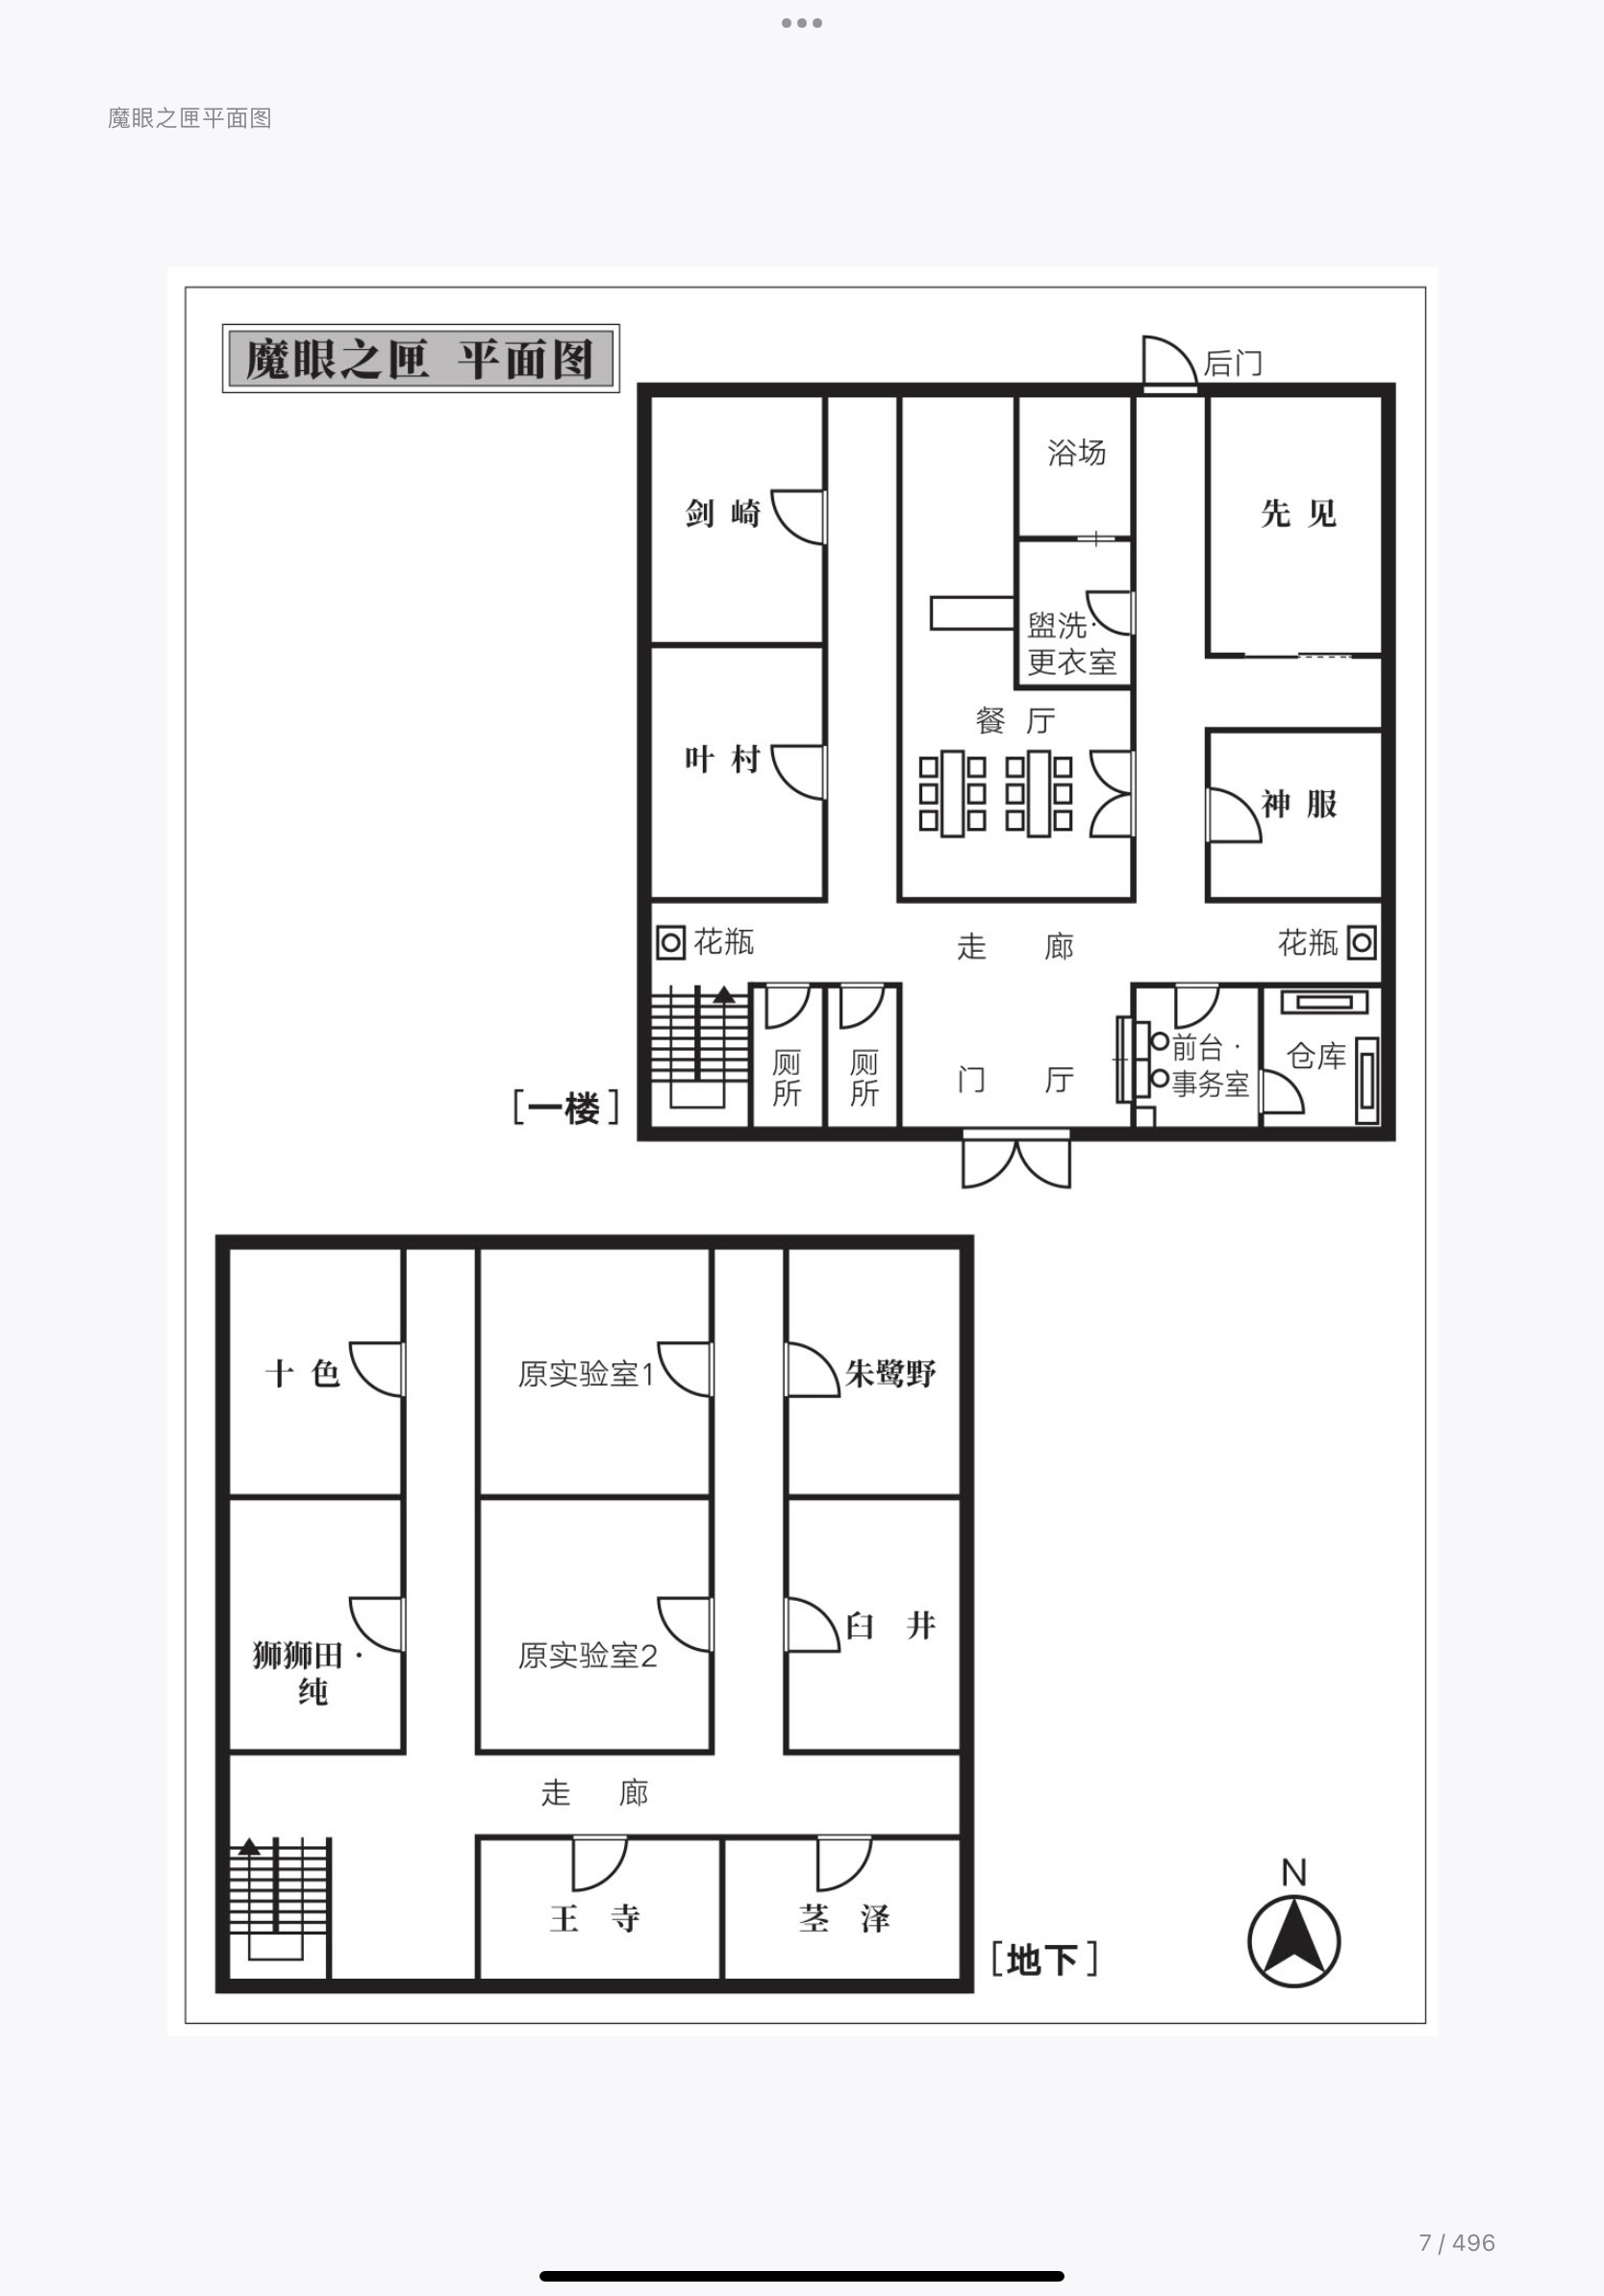 魔眼之匣平面图
魔眼之匣 平面图
后门
浴场
剑崎
先见
盥洗·
更衣室
餐厅
叶村
神服
花瓶
走廊
花瓶
厕所
厕所
门厅
前台·
事务室
仓库
[一楼]
十色
原实验室1
朱鹭野
狮狮田·
纯
原实验室2
臼井
走廊
王寺
茎泽
[地下]
N
7 / 496